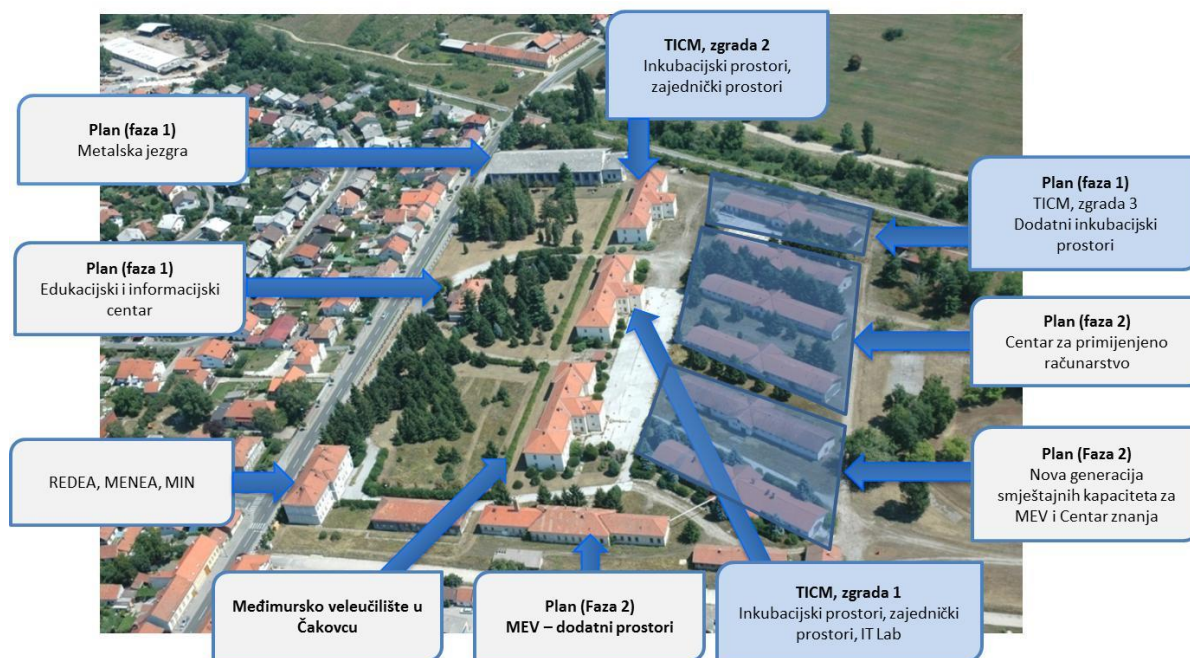 TICM, zgrada 2
Inkubacijski prostori,
zajednički prostori
Plan (faza 1)
Metalska jezgra
Plan (faza 1)
TICM, zgrada 3
Dodatni inkubacijski
prostori
Plan (faza 1)
Edukacijski i informacijski
centar
Plan (faza 2)
Centar za primijenjeno
računarstvo
REDEA, MENEA, MIN
Plan (Faza 2)
Nova generacija
smještajnih kapaciteta za
MEV i Centar znanja
Međimursko veleučilište u
Čakovcu
Plan (Faza 2)
MEV – dodatni prostori
TICM, zgrada 1
Inkubacijski prostori, zajednički
prostori, IT Lab